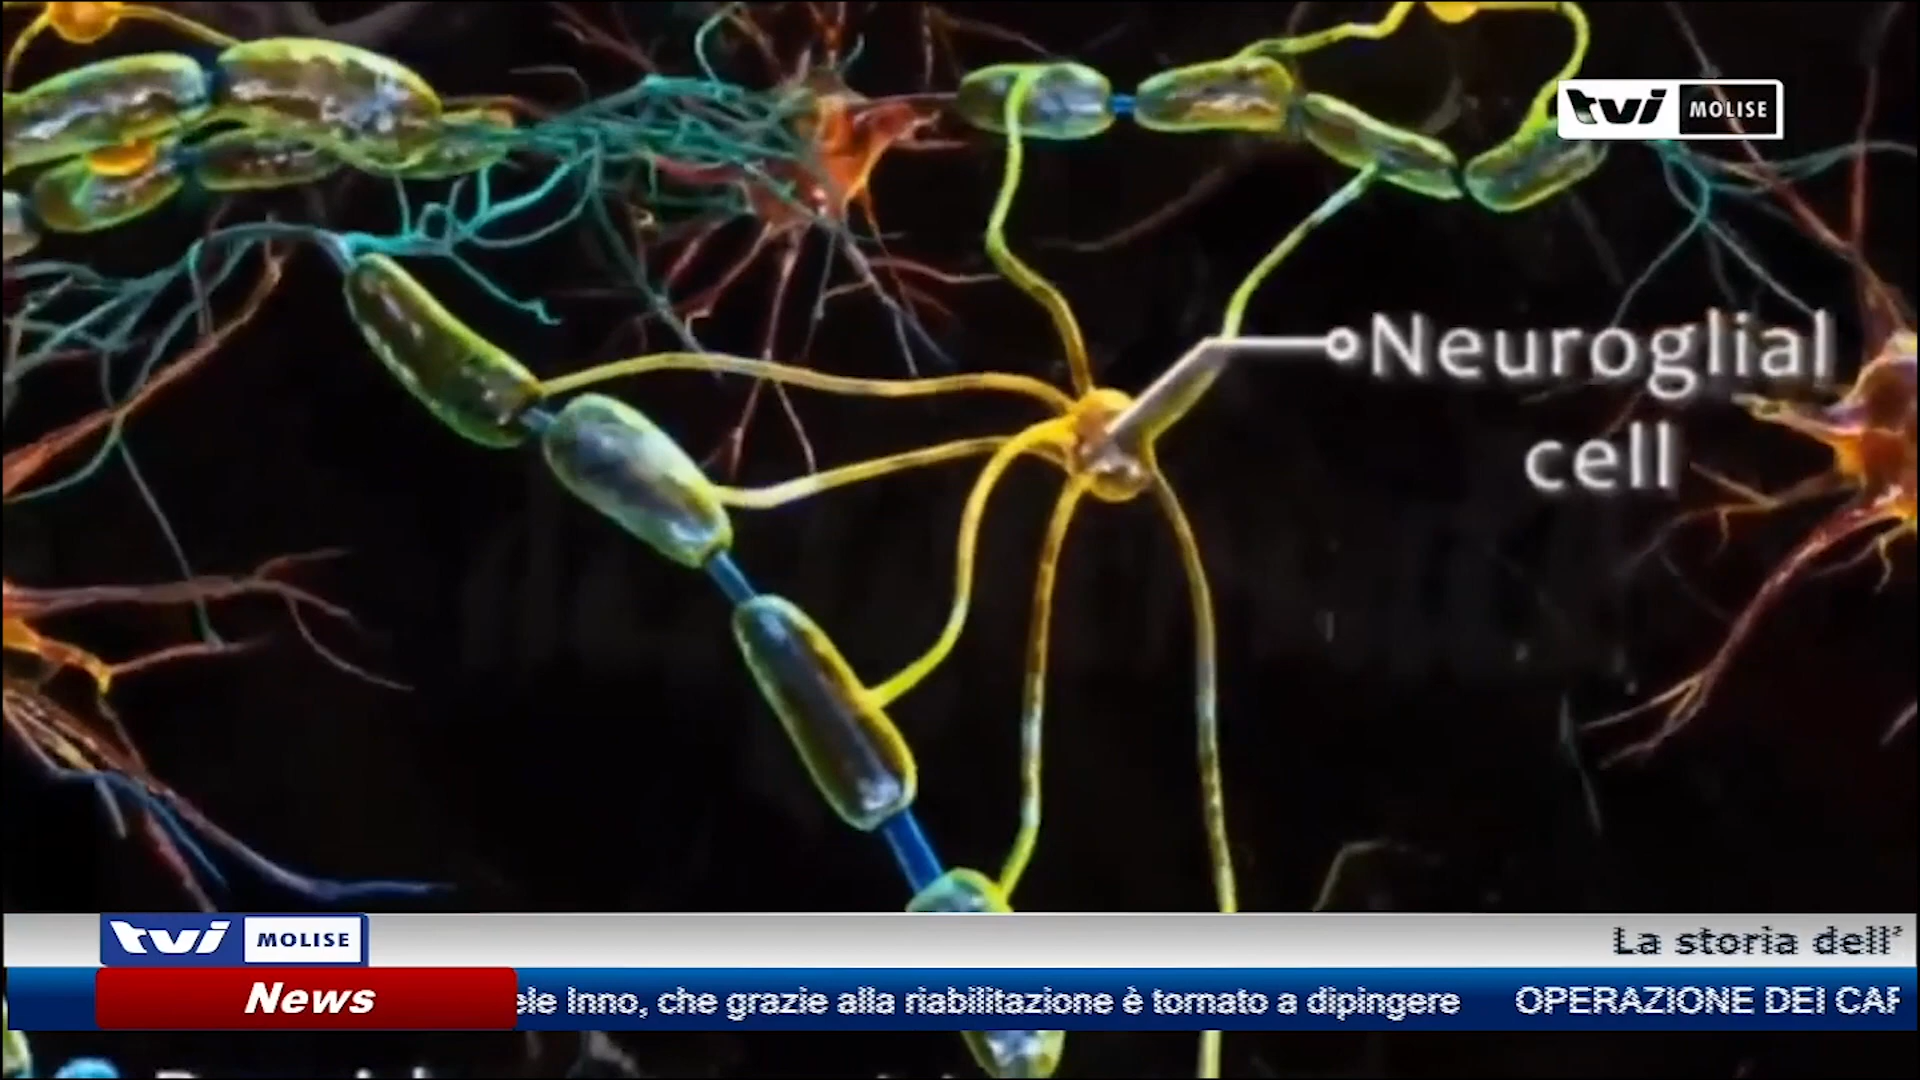 tvi MOLISE
Neuroglial
cell
tvi MOLISE
La storia dell'
News
ele Inno, che grazie alla riabilitazione è tornato a dipingere OPERAZIONE DEI CAR